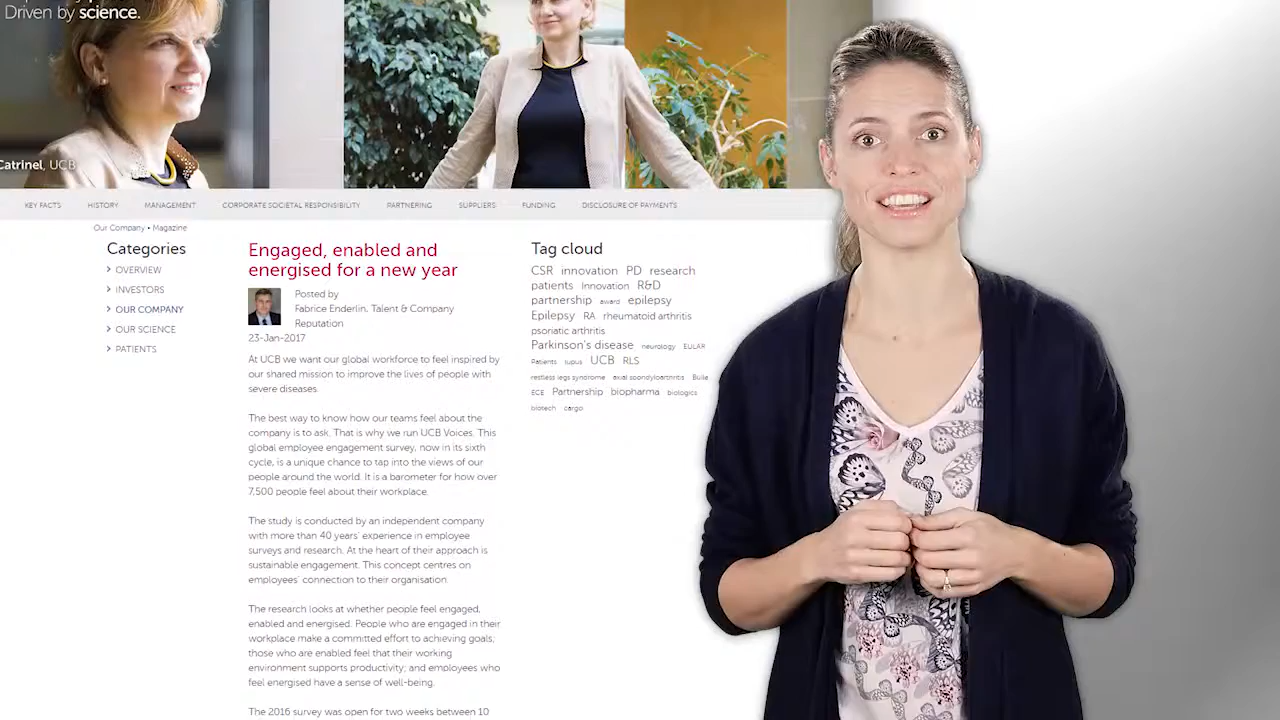 Driven by science.
Catrinel, UCB
KEY FACTS HISTORY MANAGEMENT CORPORATE SOCIETAL RESPONSIBILITY PARTNERING SUPPLIERS FUNDING DISCLOSURE OF PAYMENTS
Our Company • Magazine
Categories
OVERVIEW
INVESTORS
OUR COMPANY
OUR SCIENCE
PATIENTS
Engaged, enabled and
energised for a new year
Posted by
Fabrice Enderlin, Talent & Company
Reputation
23-Jan-2017
At UCB we want our global workforce to feel inspired by
our shared mission to improve the lives of people with
severe diseases.
The best way to know how our teams feel about the
company is to ask. That is why we run UCB Voices. This
global employee engagement survey, now in its sixth
cycle, is a unique chance to tap into the views of our
people around the world. It is a barometer for how over
7,500 people feel about their workplace.
The study is conducted by an independent company
with more than 40 years' experience in employee
surveys and research. At the heart of their approach is
sustainable engagement. This concept centres on
employees' connection to their organisation.
The research looks at whether people feel engaged,
enabled and energised. People who are engaged in their
workplace make a committed effort to achieving goals;
those who are enabled feel that their working
environment supports productivity; and employees who
feel energised have a sense of well-being.
The 2016 survey was open for two weeks between 10
Tag cloud
CSR innovation PD research
patients Innovation R&D
partnership award epilepsy
Epilepsy RA rheumatoid arthritis
psoriatic arthritis
Parkinson's disease neurology EULAR
Patients lupus UCB RLS
restless legs syndrome axial spondyloarthritis Bulle
ECE Partnership biopharma biologics
biotech cargo